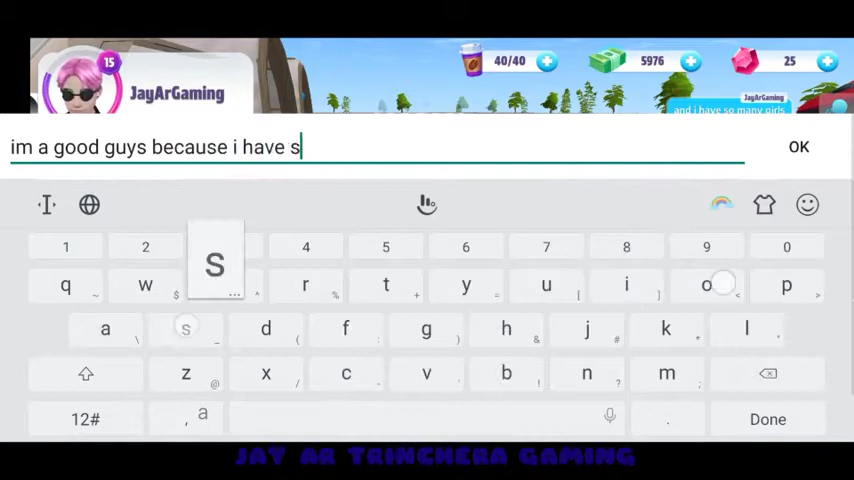 15
JayArGaming
40/40
5976
25
JayArGaming
and i have so many girls
im a good guys because i have s
OK
1 2 4 5 6 7 8 9 0
s
q w r t y u i o p
~ $ ... ^ % + = [ ] < >
a s d f g h j k l
\ _ ( : ) & # * "
z x c v b n m
@ / - ' ! ? ;
12# , a . Done
JAY AR TRINCHERA GAMING